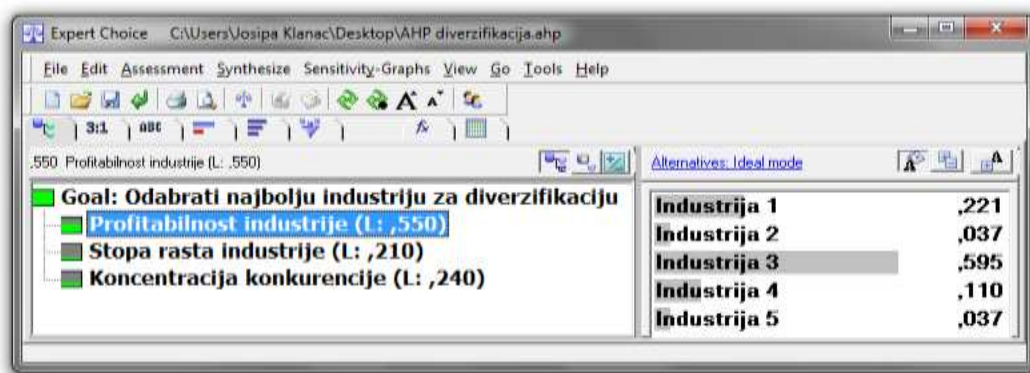 Expert Choice C:\Users\Josipa Klanac\Desktop\AHP diverzifikacija.ahp
File Edit Assessment Synthesize Sensitivity-Graphs View Go Tools Help
A A
3:1 ABC fx
,550 Profitabilnost industrije (L: ,550)
Alternatives: Ideal mode
A A
Goal: Odabrati najbolju industriju za diverzifikaciju
Profitabilnost industrije (L: ,550)
Stopa rasta industrije (L: ,210)
Koncentracija konkurencije (L: ,240)
Industrija 1 ,221
Industrija 2 ,037
Industrija 3 ,595
Industrija 4 ,110
Industrija 5 ,037